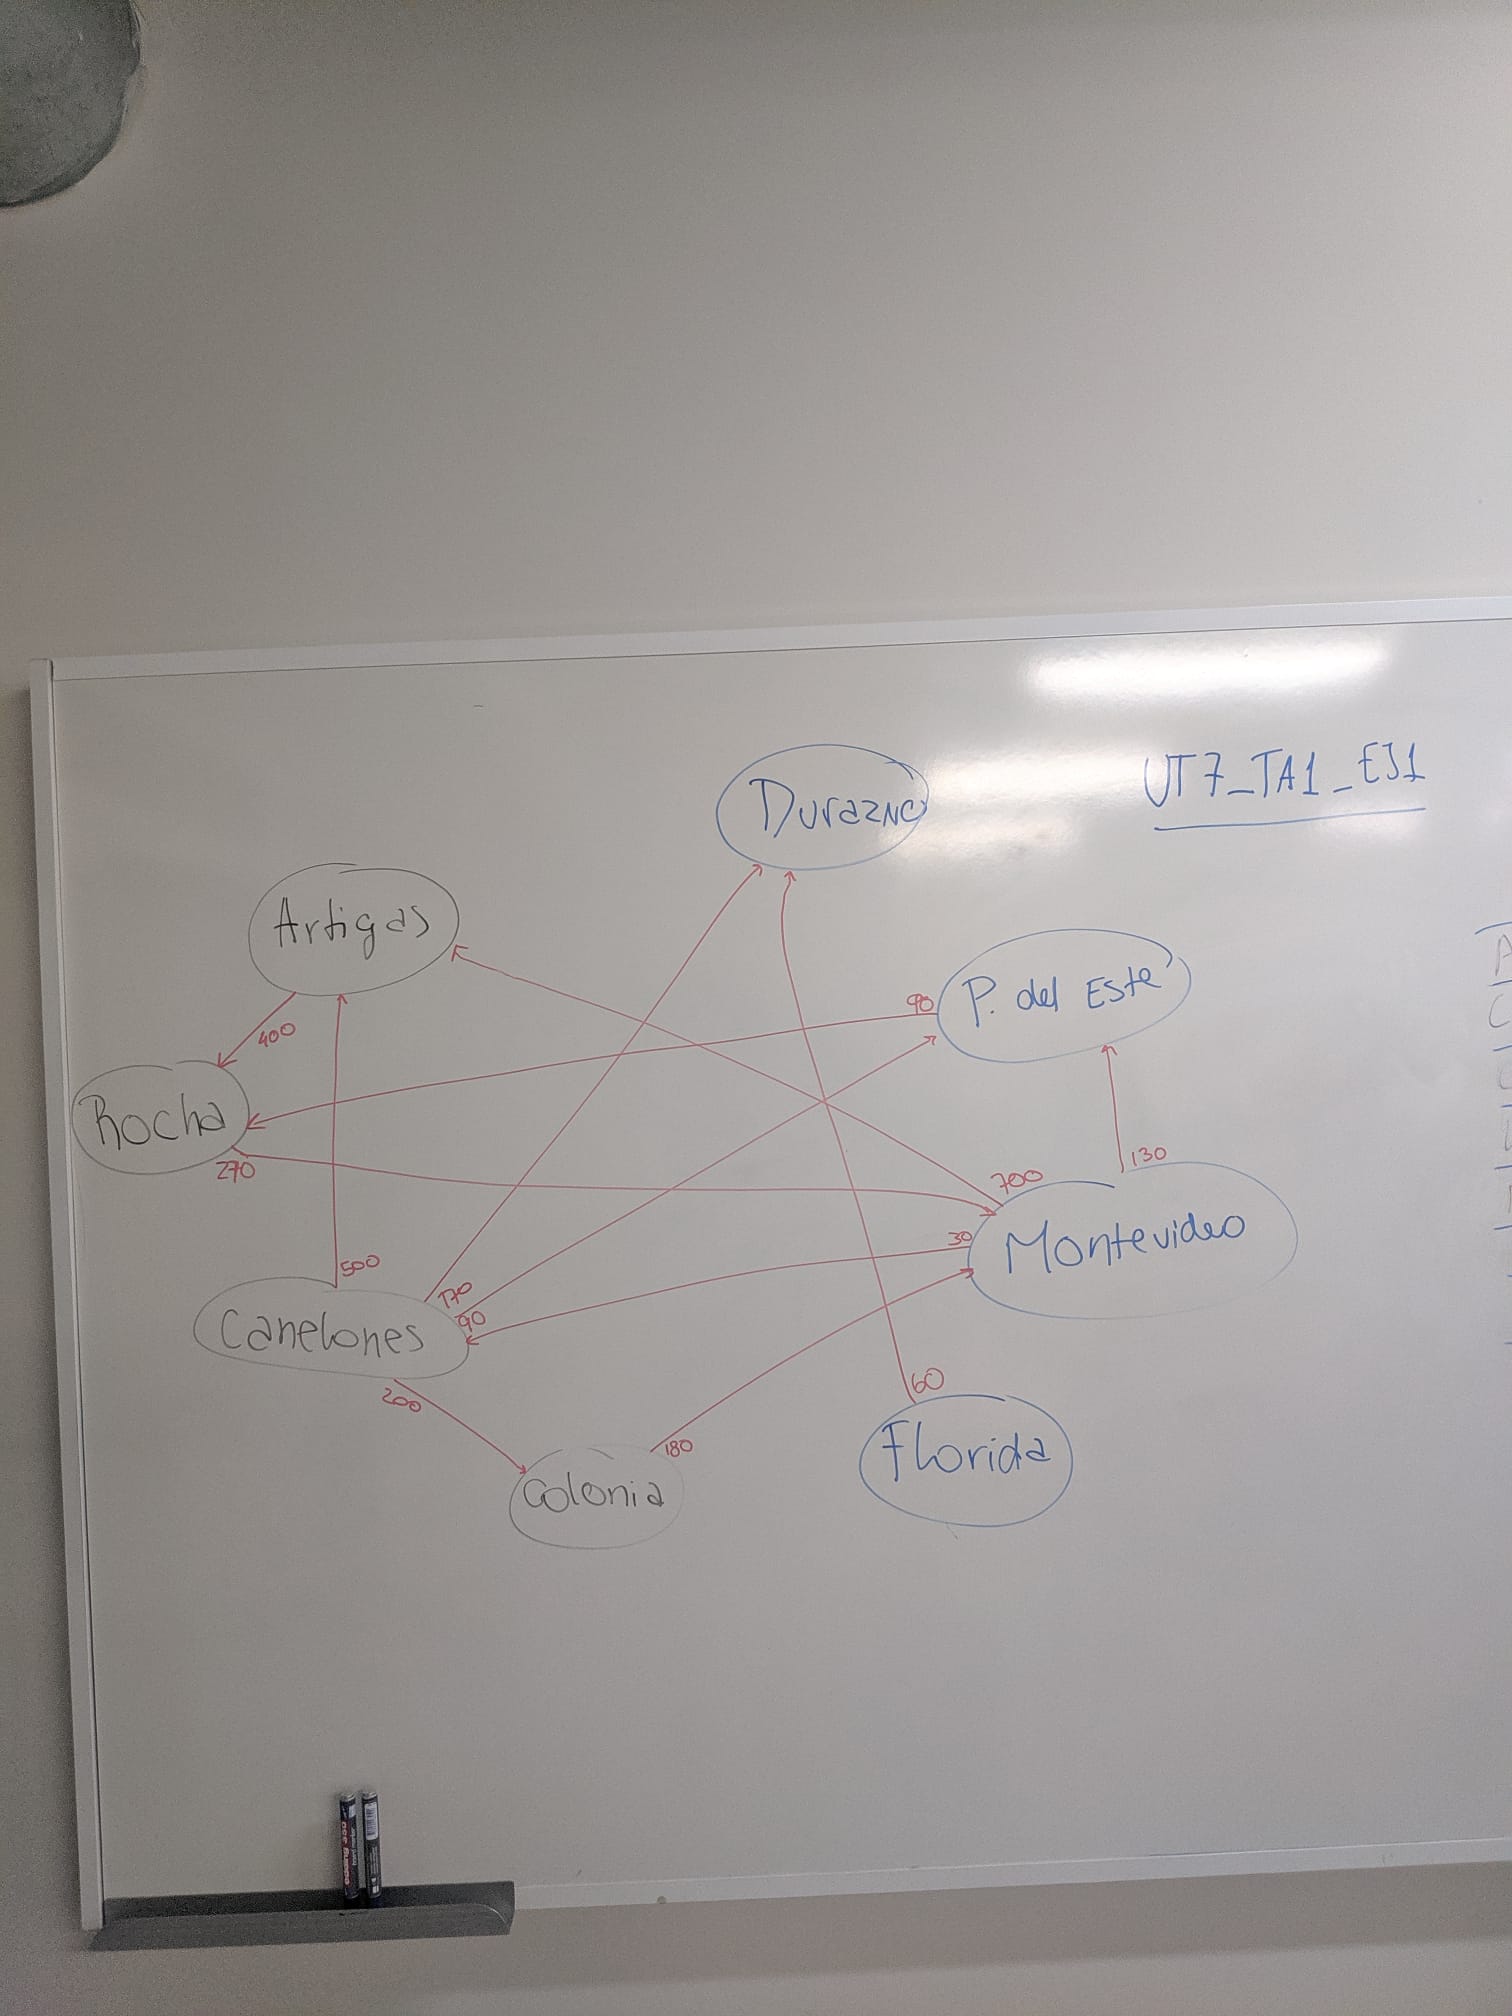 UT7_TA1_EJ1
Durazno
Artigas
400
90
P. del Este
Rocha
270
130
700
30
Montevideo
500
170
90
Canelones
200
60
180
Colonia
Florida